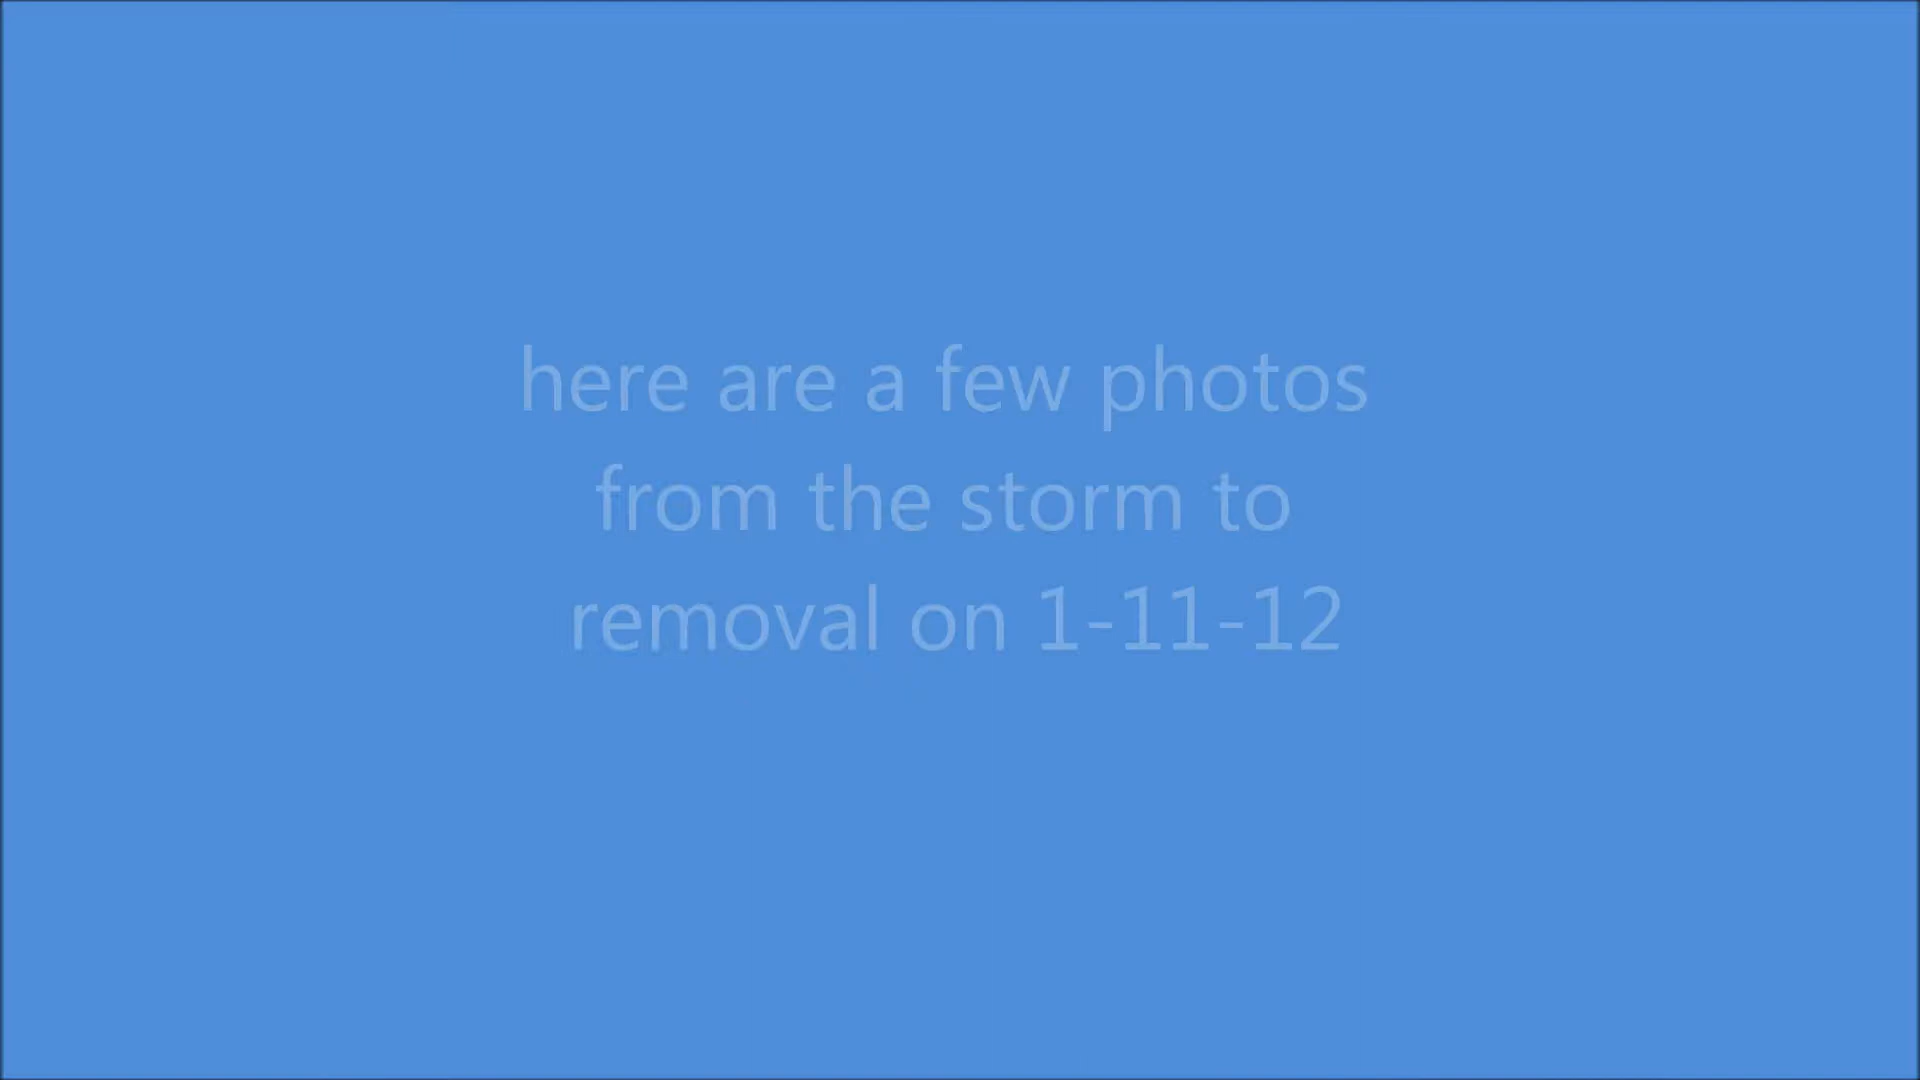 here are a few photos
from the storm to
removal on 1-11-12